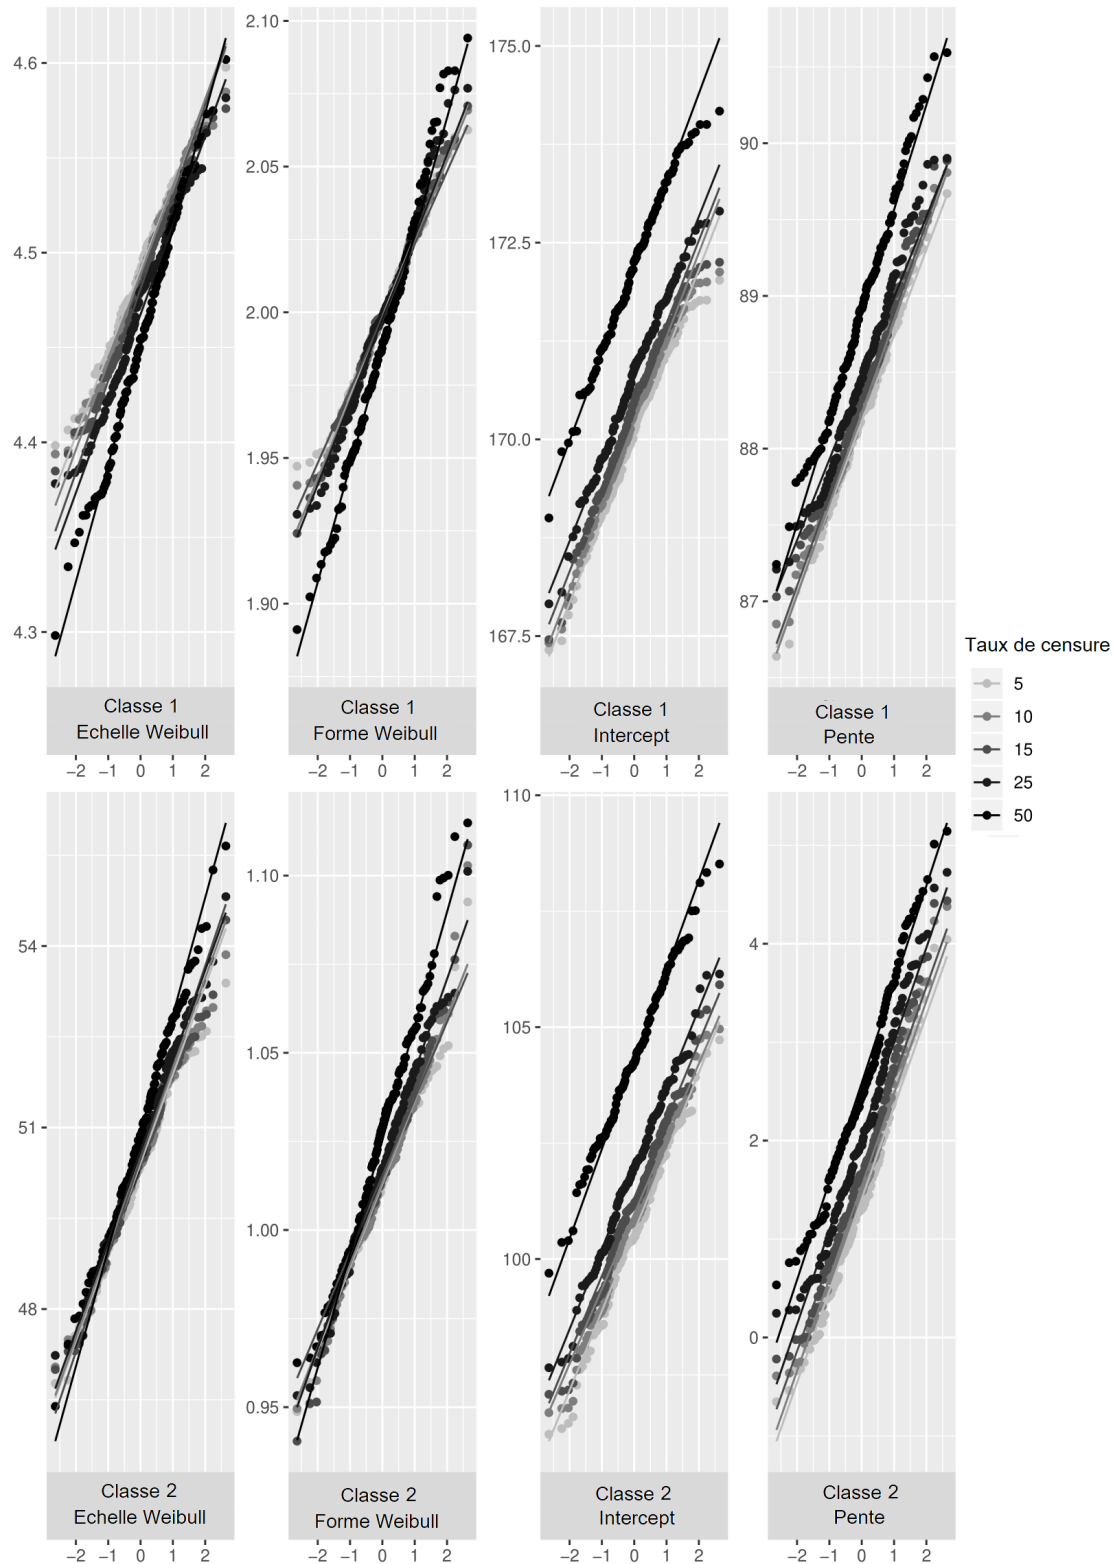 2.10
175.0
4.6
90
2.05
172.5
4.5
89
2.00
170.0
4.4
88
1.95
87
1.90
4.3
167.5
Classe 1
Echelle Weibull
Classe 1
Forme Weibull
Classe 1
Intercept
Classe 1
Pente
−2 −1 0 1 2
−2 −1 0 1 2
−2 −1 0 1 2
−2 −1 0 1 2
Taux de censure
5
10
15
25
50
110
1.10
54
4
1.05
105
51
2
1.00
100
48
0
0.95
Classe 2
Echelle Weibull
Classe 2
Forme Weibull
Classe 2
Intercept
Classe 2
Pente
−2 −1 0 1 2
−2 −1 0 1 2
−2 −1 0 1 2
−2 −1 0 1 2